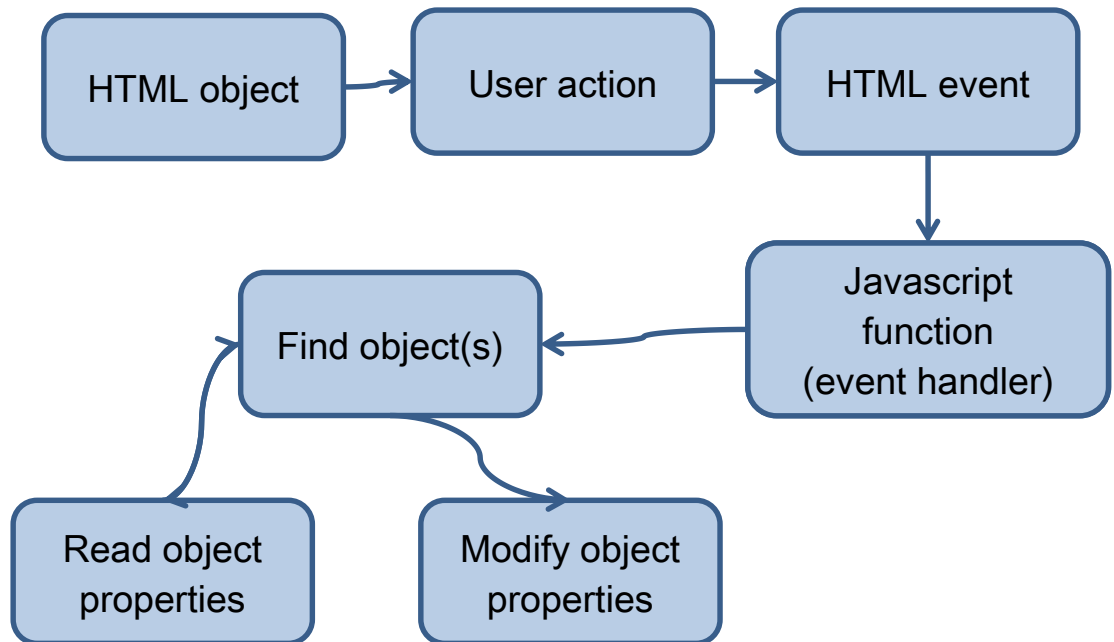 HTML object
User action
HTML event
Javascript
function
(event handler)
Find object(s)
Read object
properties
Modify object
properties